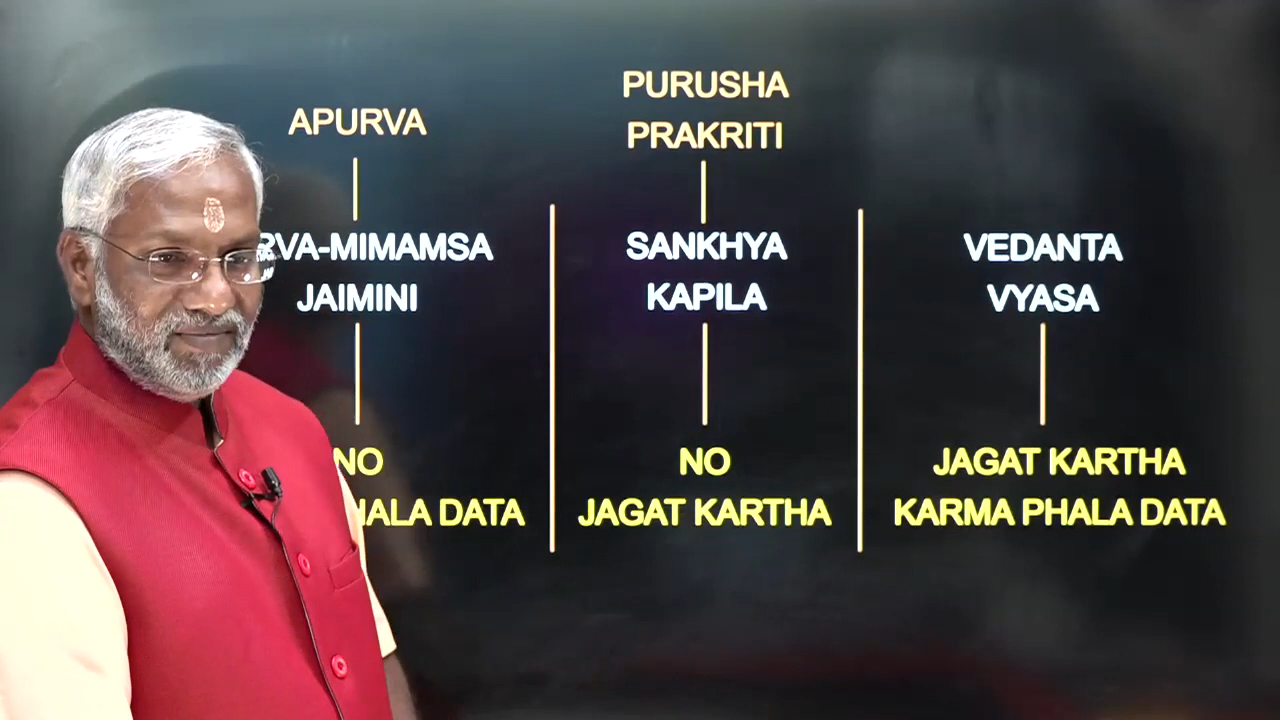 APURVA
RVA-MIMAMSA
JAIMINI
NO
HALA DATA
PURUSHA
PRAKRITI
SANKHYA
KAPILA
NO
JAGAT KARTHA
VEDANTA
VYASA
JAGAT KARTHA
KARMA PHALA DATA